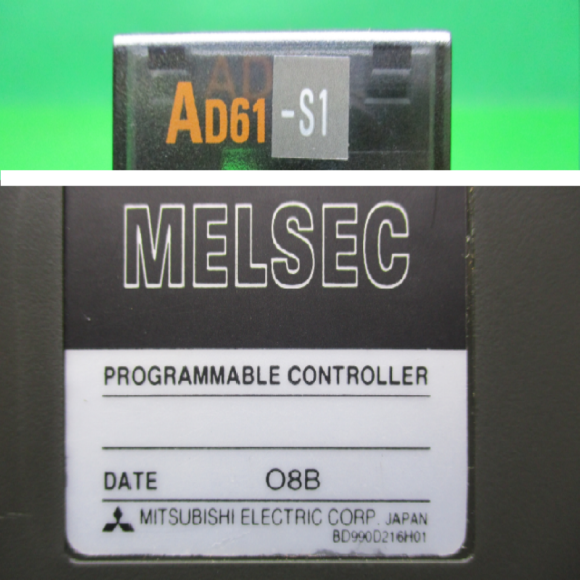 AD61 -S1
MELSEC
PROGRAMMABLE CONTROLLER
DATE 08B
MITSUBISHI ELECTRIC CORP. JAPAN
BD990D216H01